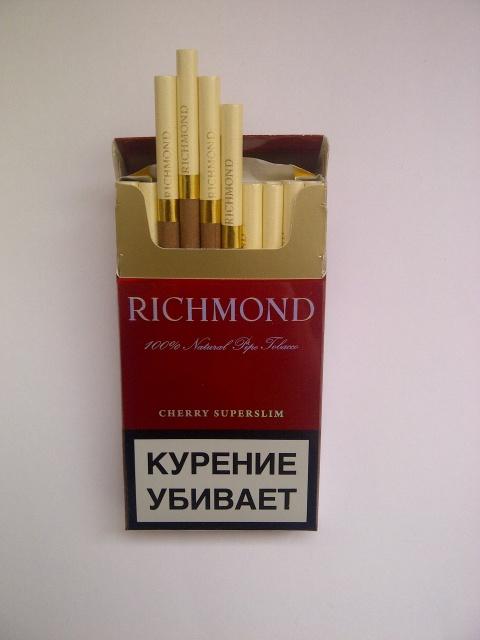 RICHMOND
RICHMOND
RICHMOND
RICHMOND
RICHMOND
100% Natural Pipe Tobacco
CHERRY SUPERSLIM
КУРЕНИЕ
УБИВАЕТ